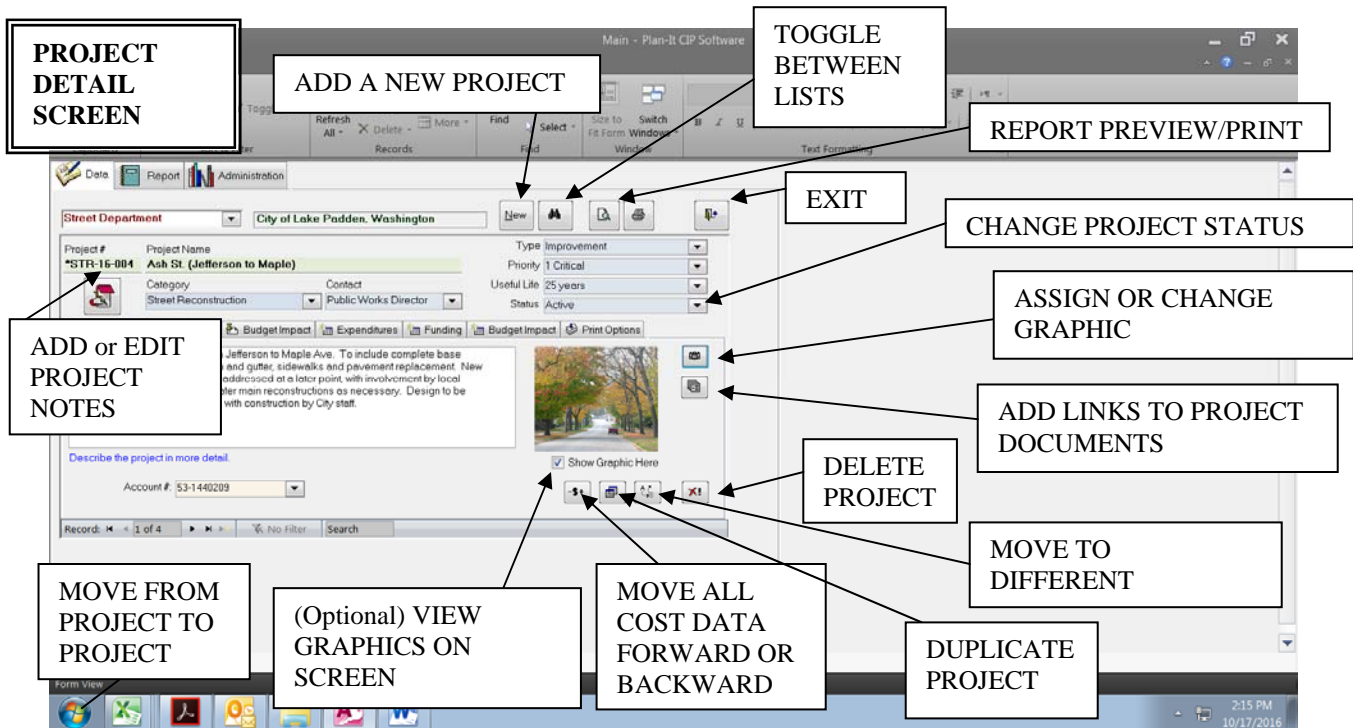 PROJECT
DETAIL
SCREEN
Main - Plan-It CIP Software
ADD A NEW PROJECT
TOGGLE
BETWEEN
LISTS
Refresh
All
Delete
More
Find
Select
Size to
Fit Form
Switch
Windows
Records
Find
Window
Text Formatting
REPORT PREVIEW/PRINT
Data
Report
Administration
EXIT
CHANGE PROJECT STATUS
Street Department
City of Lake Padden, Washington
New
Project #
Project Name
Type
Improvement
*STR-16-004
Ash St. (Jefferson to Maple)
Priority
1 Critical
Category
Contact
Useful Life
25 years
Street Reconstruction
Public Works Director
Status
Active
ASSIGN OR CHANGE
GRAPHIC
Budget Impact
Expenditures
Funding
Budget Impact
Print Options
ADD or EDIT
PROJECT
NOTES
Jefferson to Maple Ave. To include complete base
and gutter, sidewalks and pavement replacement. New
addressed at a later point, with involvement by local
main reconstructions as necessary. Design to be
with construction by City staff.
ADD LINKS TO PROJECT
DOCUMENTS
Describe the project in more detail.
Show Graphic Here
Account #:
53-1440209
DELETE
PROJECT
Record:
1 of 4
No Filter
Search
MOVE TO
DIFFERENT
MOVE FROM
PROJECT TO
PROJECT
(Optional) VIEW
GRAPHICS ON
SCREEN
MOVE ALL
COST DATA
FORWARD OR
BACKWARD
DUPLICATE
PROJECT
Form View
2:15 PM
10/17/2016